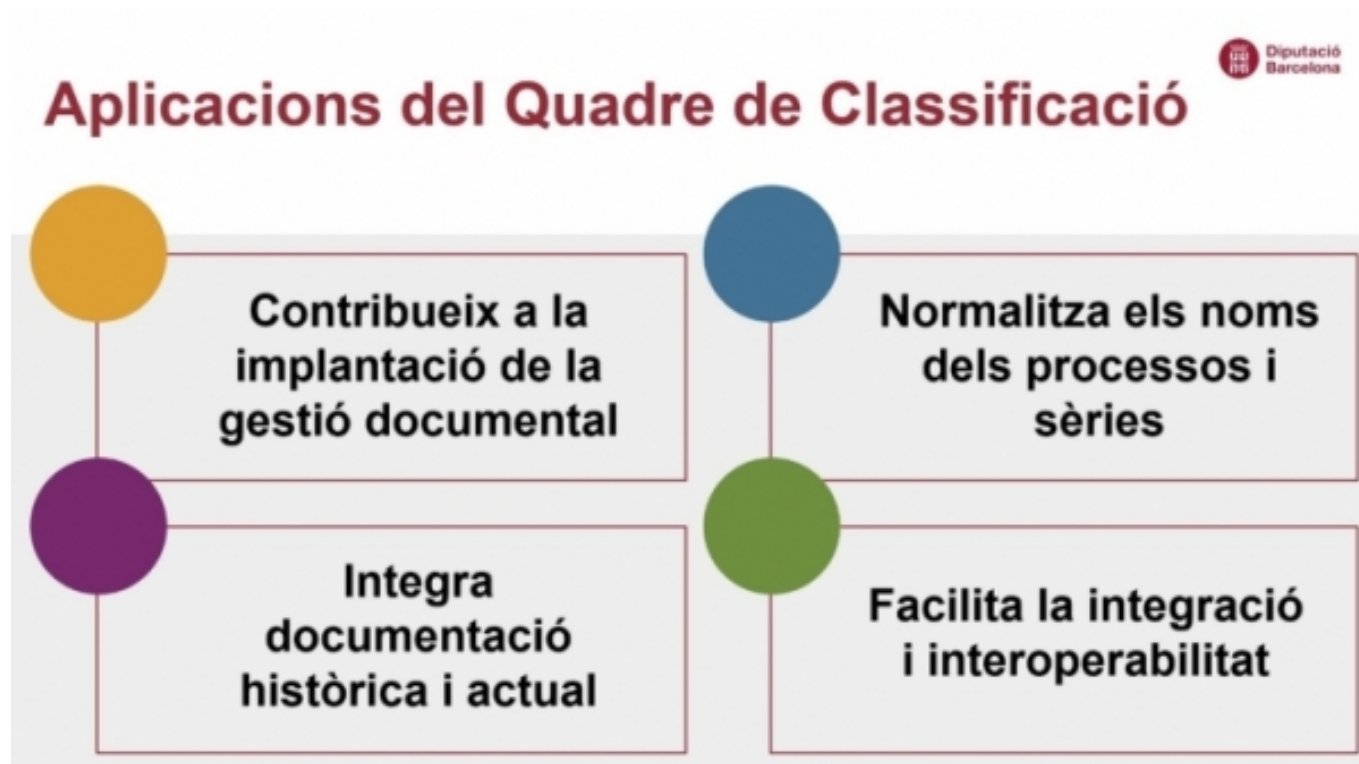 Diputació
Barcelona
Aplicacions del Quadre de Classificació
Contribueix a la
implantació de la
gestió documental
Normalitza els noms
dels processos i
sèries
Integra
documentació
històrica i actual
Facilita la integració
i interoperabilitat